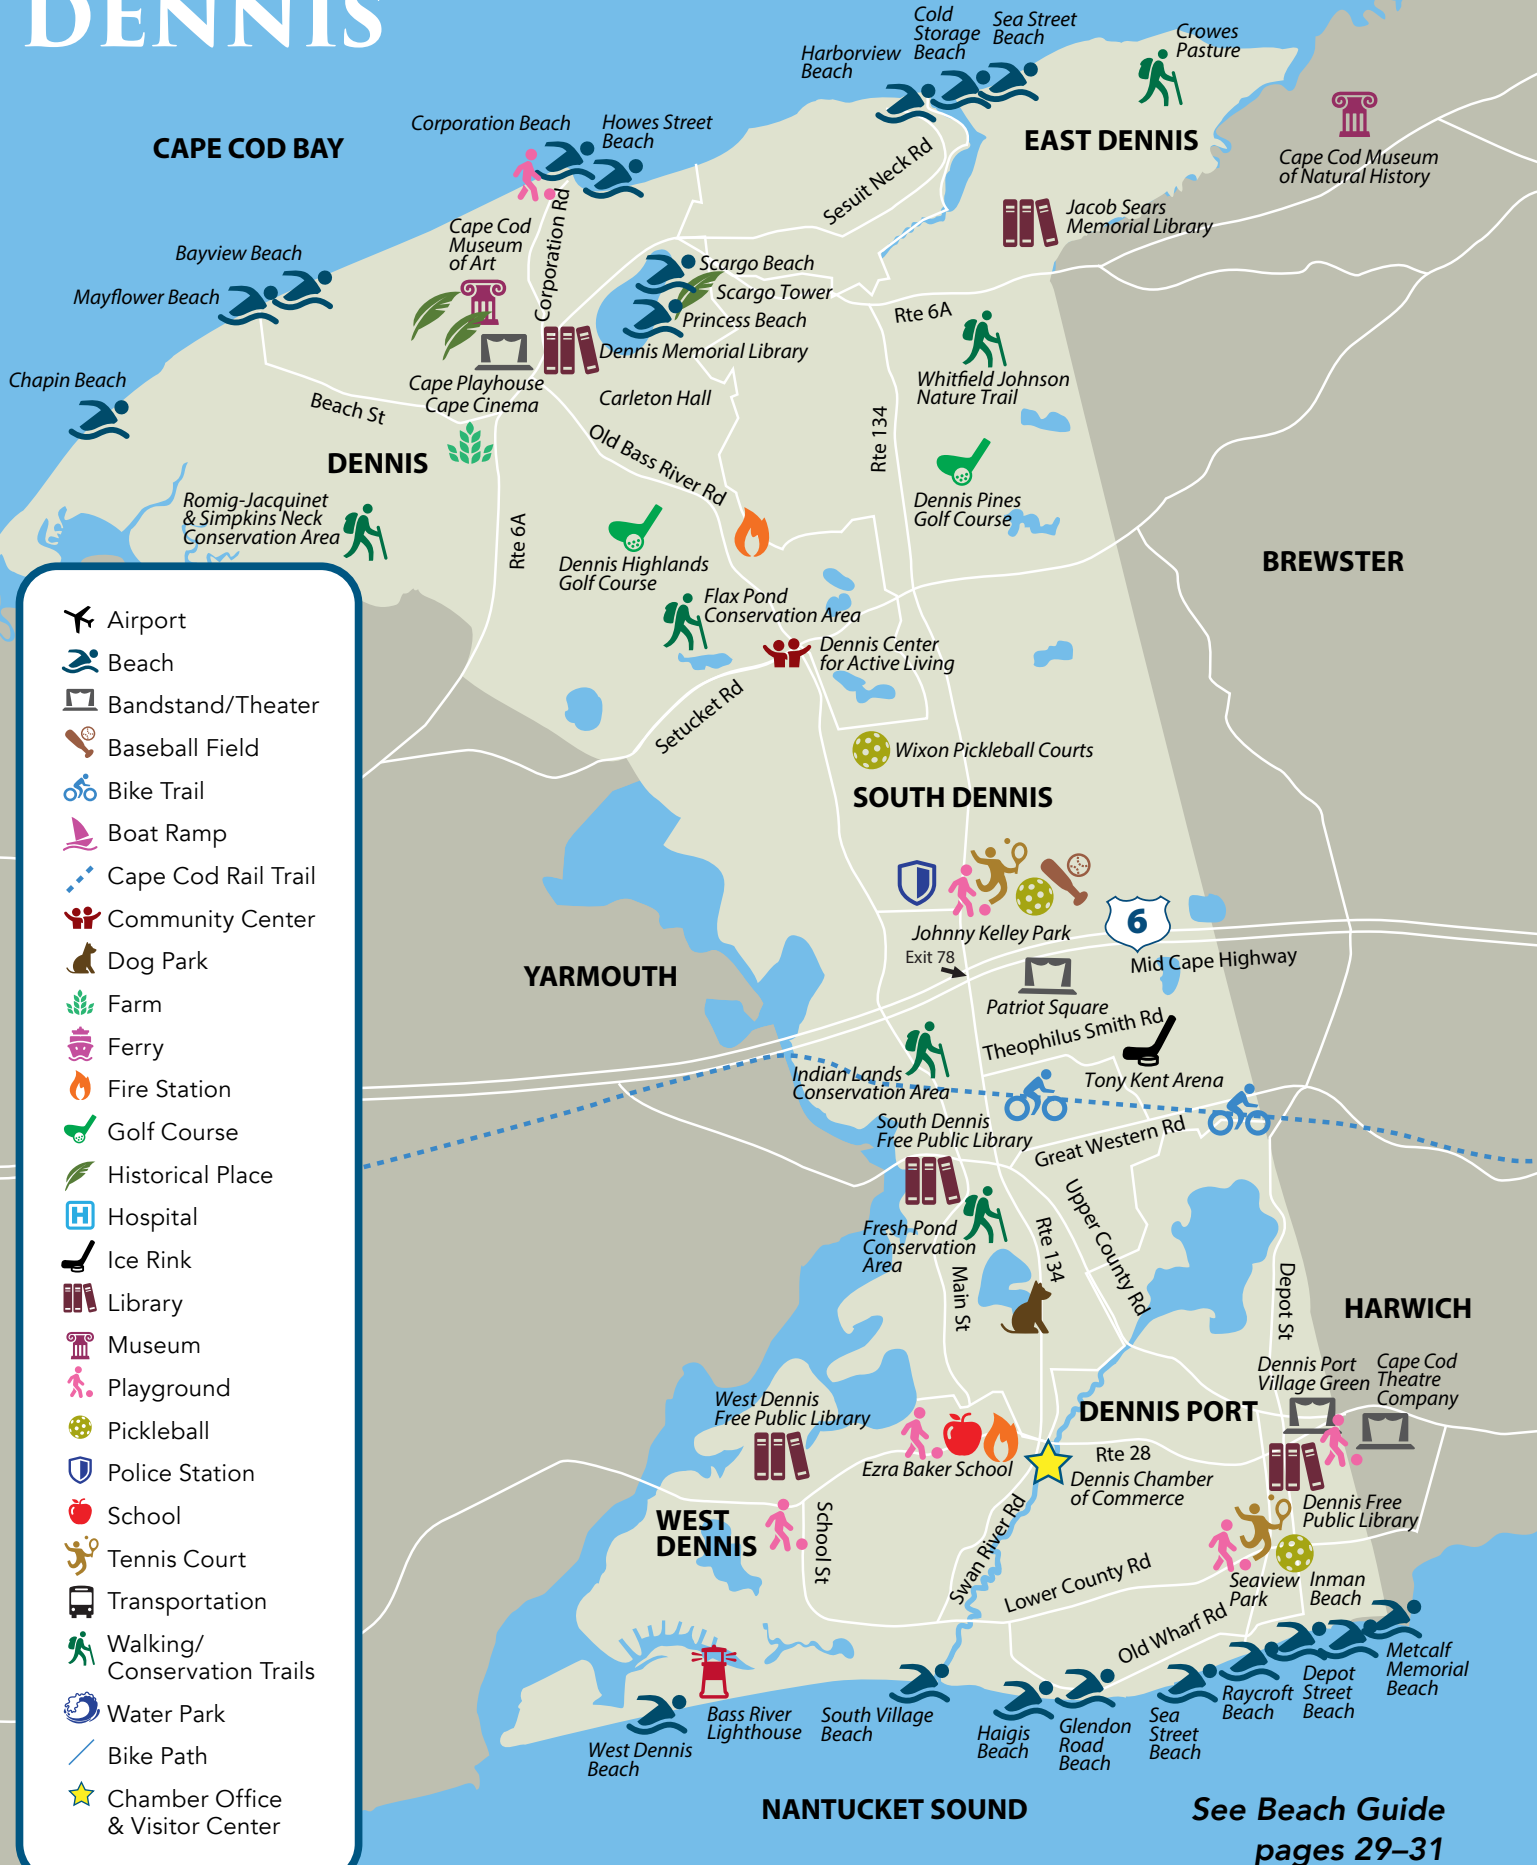 DENNIS
Cold
Storage
Beach
Sea Street
Beach
Harborview
Beach
Crowes
Pasture
CAPE COD BAY
Corporation Beach
Howes Street
Beach
EAST DENNIS
Cape Cod Museum
of Natural History
Sesuit Neck Rd
Jacob Sears
Memorial Library
Cape Cod
Museum
of Art
Corporation Rd
Bayview Beach
Mayflower Beach
Scargo Beach
Scargo Tower
Princess Beach
Rte 6A
Dennis Memorial Library
Cape Playhouse
Cape Cinema
Carleton Hall
Whitfield Johnson
Nature Trail
Chapin Beach
Beach St
Old Bass River Rd
Rte 134
DENNIS
Romig-Jacquinet
& Simpkins Neck
Conservation Area
Rte 6A
Dennis Pines
Golf Course
Dennis Highlands
Golf Course
BREWSTER
Flax Pond
Conservation Area
Dennis Center
for Active Living
Setucket Rd
Wixon Pickleball Courts
SOUTH DENNIS
Johnny Kelley Park
6
Exit 78
Mid Cape Highway
YARMOUTH
Patriot Square
Theophilus Smith Rd
Tony Kent Arena
Indian Lands
Conservation Area
South Dennis
Free Public Library
Great Western Rd
Upper County Rd
Fresh Pond
Conservation
Area
Rte 134
Main St
Depot St
HARWICH
Dennis Port
Village Green
Cape Cod
Theatre
Company
West Dennis
Free Public Library
DENNIS PORT
Ezra Baker School
Rte 28
Dennis Chamber
of Commerce
Dennis Free
Public Library
WEST
DENNIS
School St
Swan River Rd
Lower County Rd
Seaview
Park
Inman
Beach
Old Wharf Rd
Metcalf
Memorial
Beach
Depot
Street
Beach
Raycroft
Beach
Sea
Street
Beach
Glendon
Road
Beach
Haigis
Beach
South Village
Beach
Bass River
Lighthouse
West Dennis
Beach
NANTUCKET SOUND
See Beach Guide
pages 29–31
Airport
Beach
Bandstand/Theater
Baseball Field
Bike Trail
Boat Ramp
Cape Cod Rail Trail
Community Center
Dog Park
Farm
Ferry
Fire Station
Golf Course
Historical Place
H Hospital
Ice Rink
Library
Museum
Playground
Pickleball
Police Station
School
Tennis Court
Transportation
Walking/
Conservation Trails
Water Park
Bike Path
Chamber Office
& Visitor Center